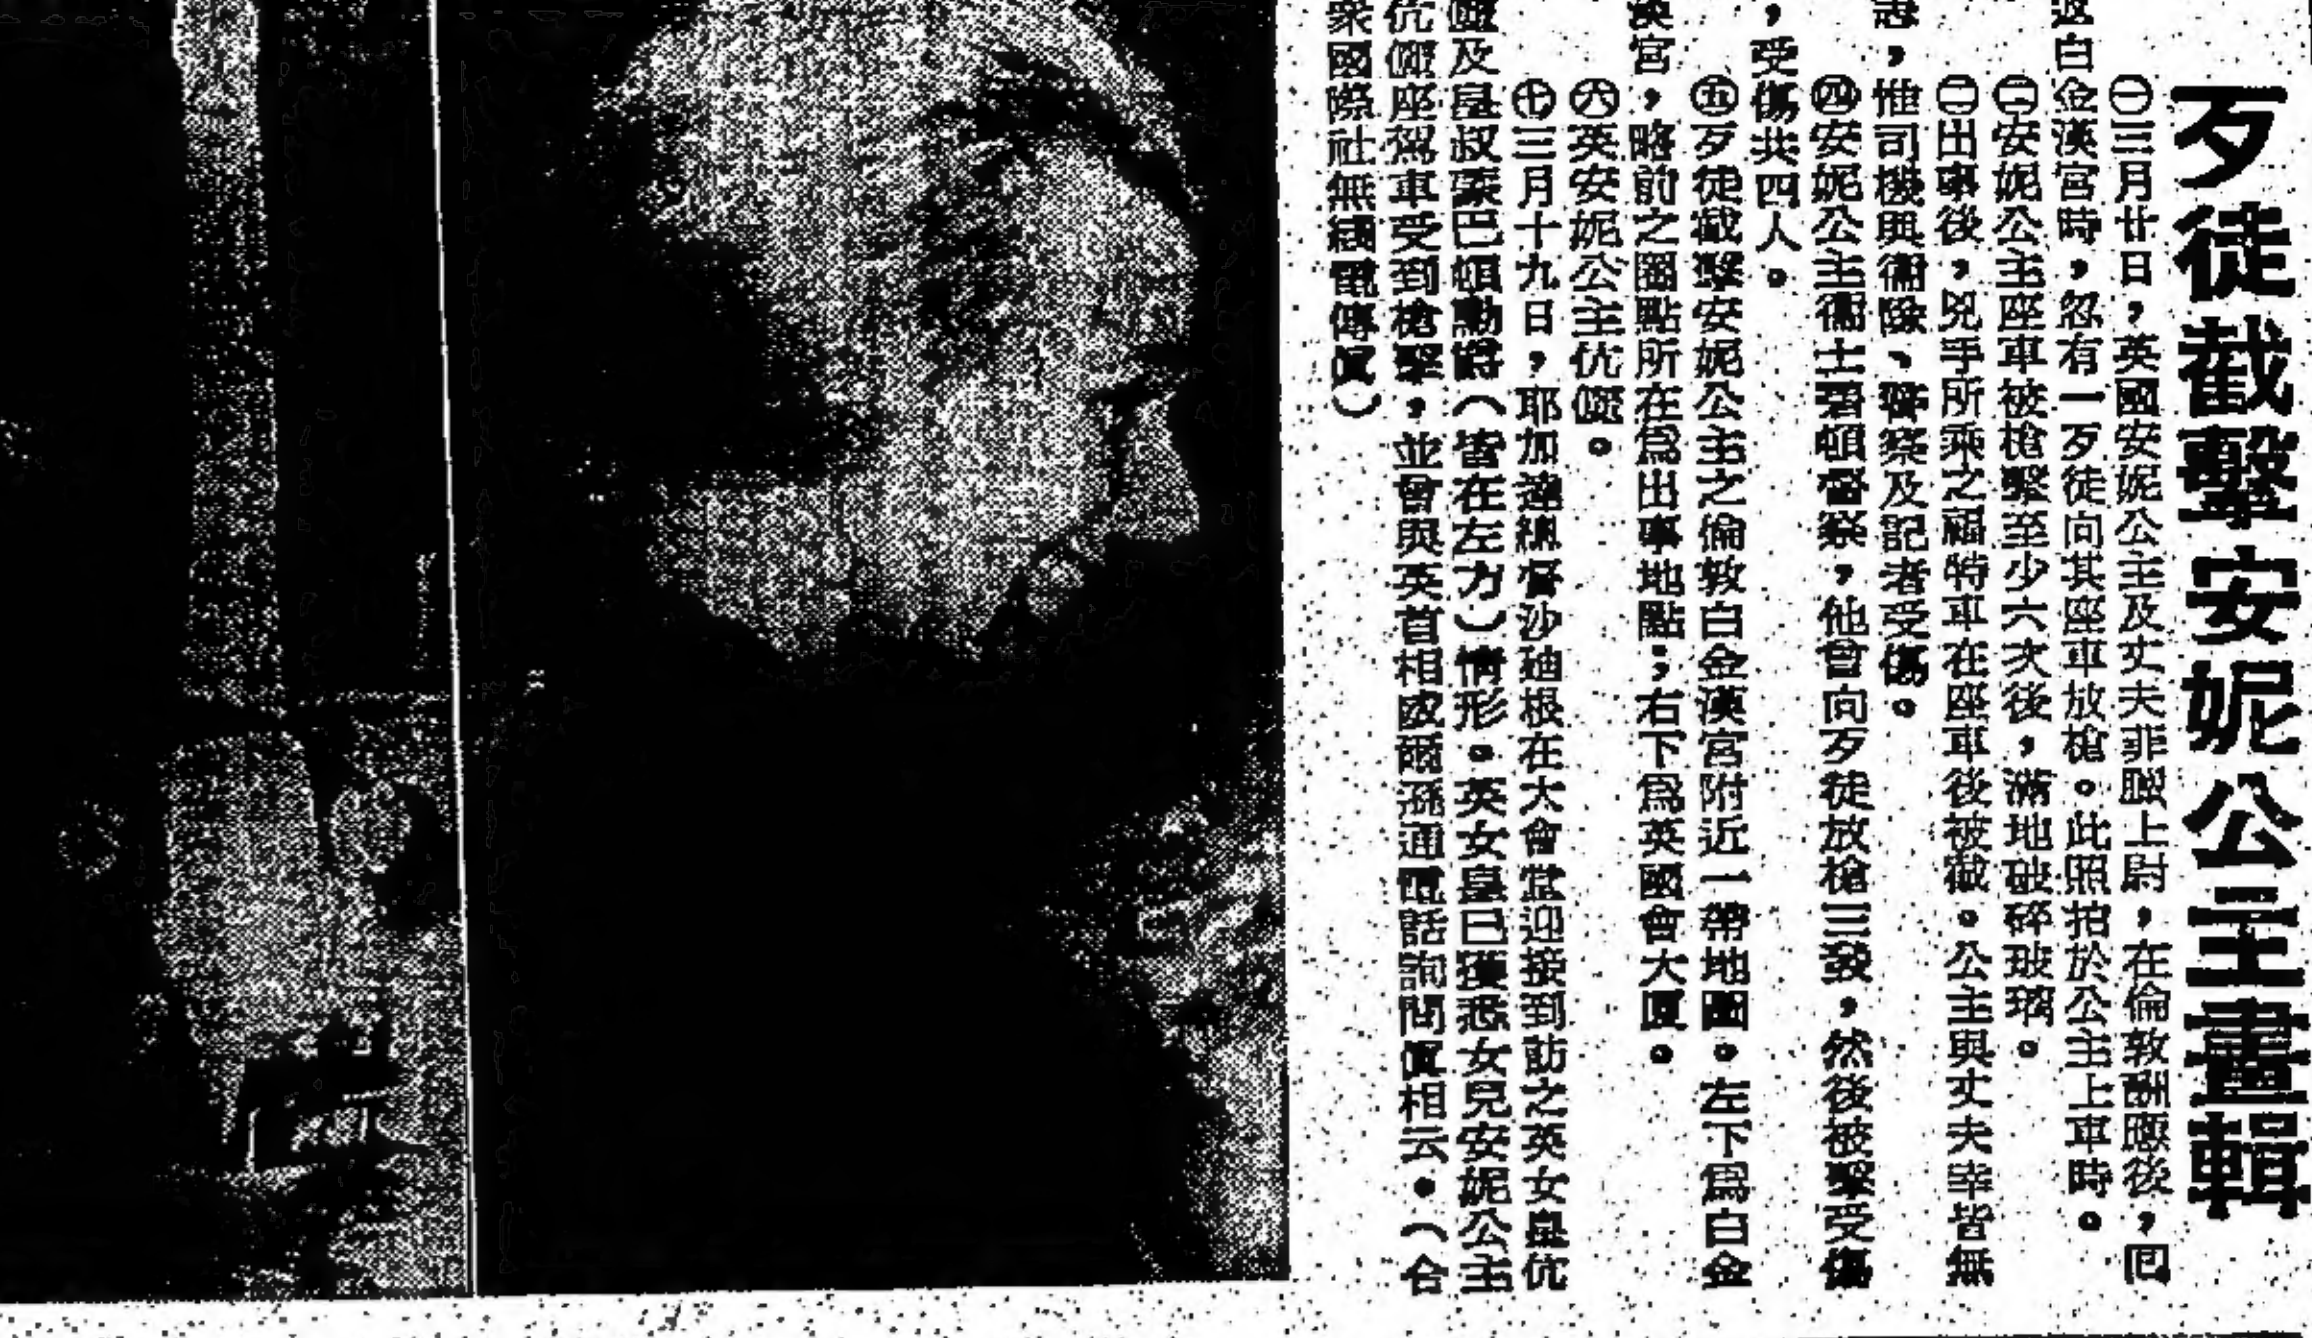 歹徒截擊安妮公主畫輯
㊀三月廿日，英國安妮公主及丈夫菲臘上尉，在倫敦酬應後，囘
返白金漢宮時，忽有一歹徒向其座車放槍。此照拍於公主上車時。
㊁安妮公主座車被槍擊至少六次後，滿地破碎玻璃。
㊂出事後，兇手所乘之福特車在座車後被截。公主與丈夫幸皆無
恙，惟司機與衞隊、警察及記者受傷。
㊃安妮公主衞士碧頓督察，他曾向歹徒放槍三發，然後被擊受傷
，受傷共四人。
㊄歹徒截擊安妮公主之倫敦白金漢宮附近一帶地圖。左下爲白金
漢宮，略前之圈點所在爲出事地點；右下爲英國會大厦。
㊅英安妮公主伉儷。
㊆三月十九日，耶加達總督沙廸根在大會堂迎接到訪之英女皇伉
儷及皇叔蒙巴頓勳爵（皆在左方）情形。英女皇已獲悉女兒安妮公主
伉儷座駕車受到槍擊，並曾與英首相威爾遜通電話詢問眞相云。（合
衆國際社無綫電傳眞）